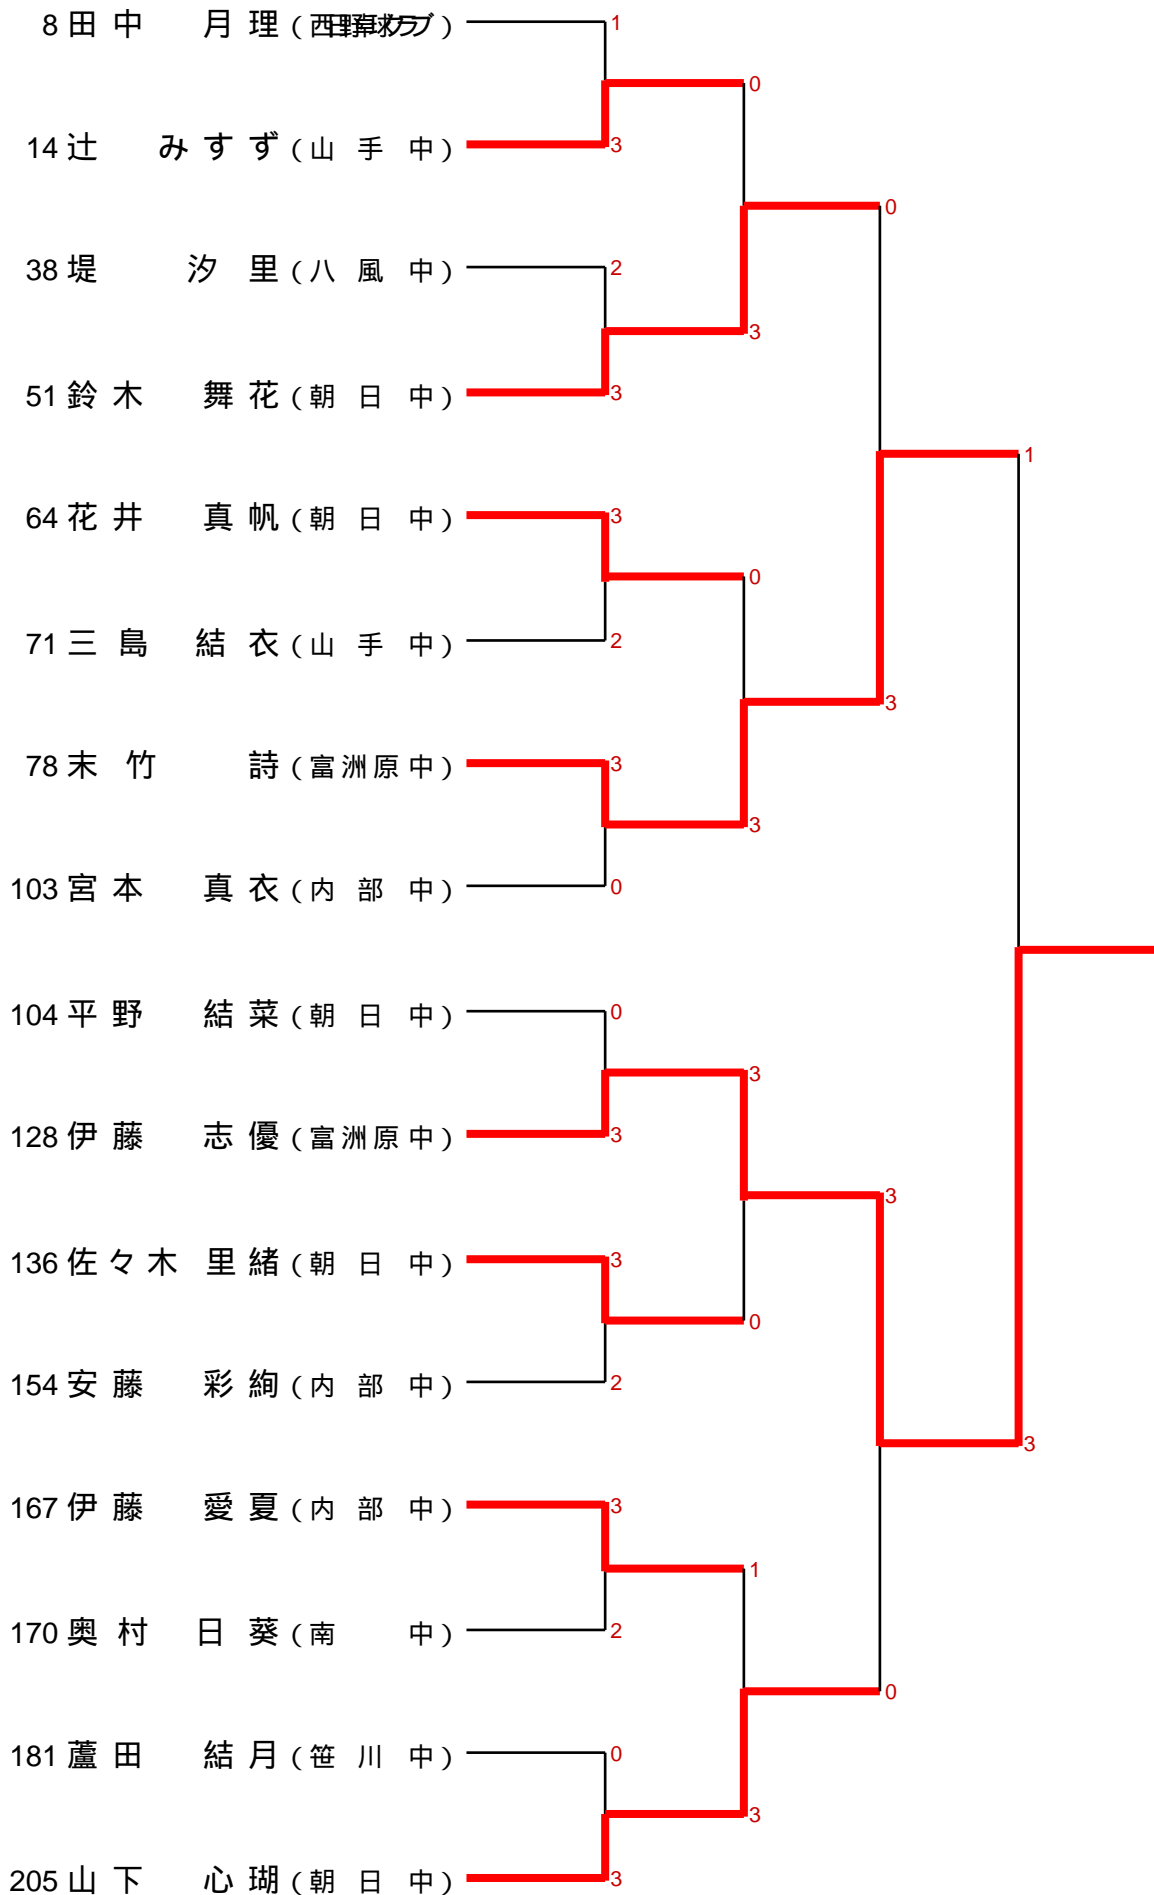 8 田中 月理 (西日野卓球クラブ) 1
0
14 辻 みすず (山手中) 3
0
38 堤 汐里 (八風中) 2
3
51 鈴木 舞花 (朝日中) 3
1
64 花井 真帆 (朝日中) 3
0
71 三島 結衣 (山手中) 2
3
78 末竹 詩 (富洲原中) 3
3
103 宮本 真衣 (内部中) 0
104 平野 結菜 (朝日中) 0
3
128 伊藤 志優 (富洲原中) 3
3
136 佐々木 里緒 (朝日中) 3
0
154 安藤 彩絢 (内部中) 2
3
167 伊藤 愛夏 (内部中) 3
1
170 奥村 日葵 (南中) 2
0
181 蘆田 結月 (笹川中) 0
3
205 山下 心瑚 (朝日中) 3